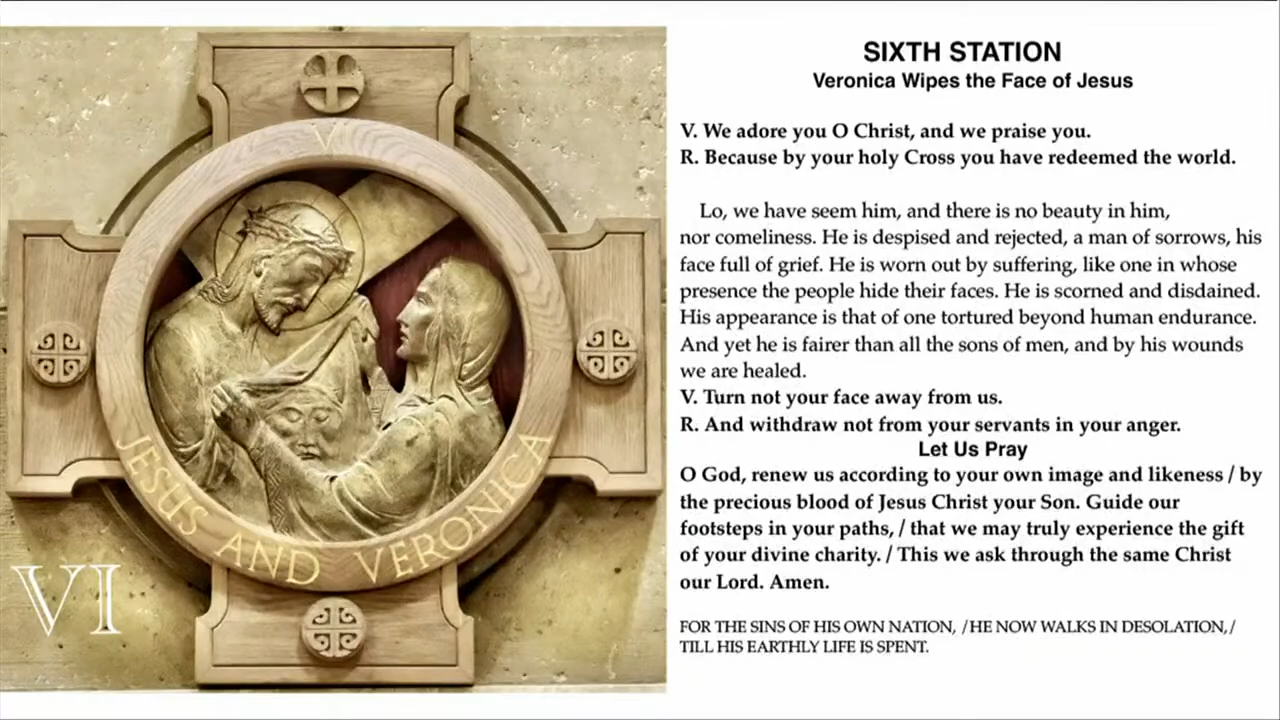 VI
JESUS AND VERONICA
VI
SIXTH STATION
Veronica Wipes the Face of Jesus
V. We adore you O Christ, and we praise you.
R. Because by your holy Cross you have redeemed the world.
Lo, we have seem him, and there is no beauty in him,
nor comeliness. He is despised and rejected, a man of sorrows, his
face full of grief. He is worn out by suffering, like one in whose
presence the people hide their faces. He is scorned and disdained.
His appearance is that of one tortured beyond human endurance.
And yet he is fairer than all the sons of men, and by his wounds
we are healed.
V. Turn not your face away from us.
R. And withdraw not from your servants in your anger.
Let Us Pray
O God, renew us according to your own image and likeness / by
the precious blood of Jesus Christ your Son. Guide our
footsteps in your paths, / that we may truly experience the gift
of your divine charity. / This we ask through the same Christ
our Lord. Amen.
FOR THE SINS OF HIS OWN NATION, /HE NOW WALKS IN DESOLATION,/
TILL HIS EARTHLY LIFE IS SPENT.